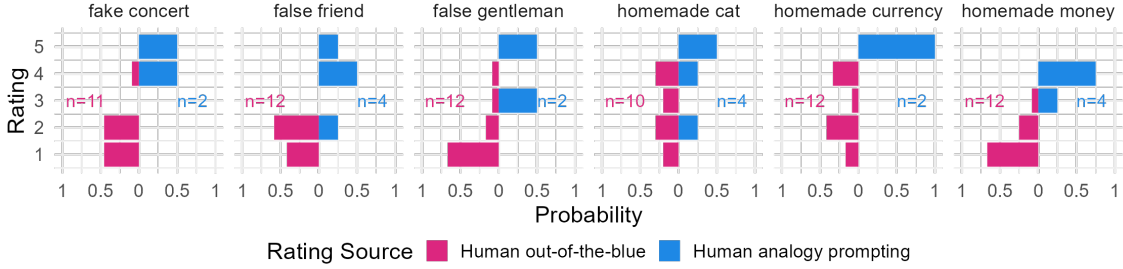 fake concert false friend false gentleman homemade cat homemade currency homemade money
Rating
5
4
3
2
1
n=11 n=2 n=12 n=4 n=12 n=2 n=10 n=4 n=12 n=2 n=12 n=4
1 0.5 0 0.5 1 1 0.5 0 0.5 1 1 0.5 0 0.5 1 1 0.5 0 0.5 1 1 0.5 0 0.5 1 1 0.5 0 0.5 1
Probability
Rating Source Human out-of-the-blue Human analogy prompting